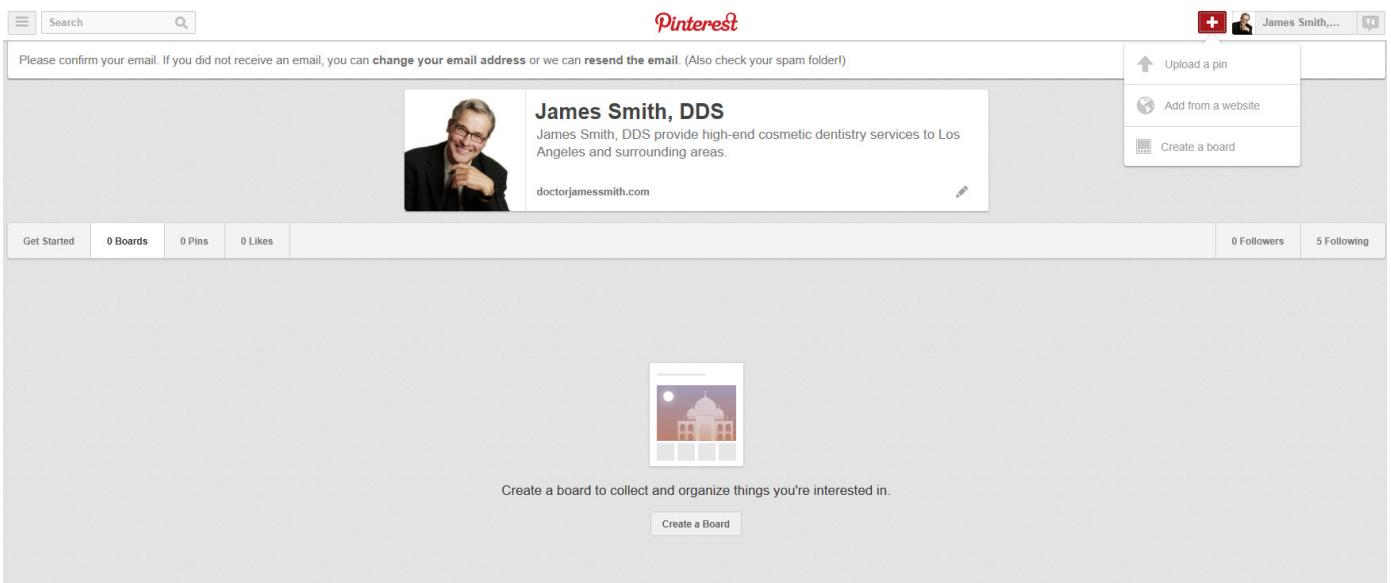 Search
Pinterest
James Smith,...
Please confirm your email. If you did not receive an email, you can change your email address or we can resend the email. (Also check your spam folder!)
Upload a pin
Add from a website
Create a board
James Smith, DDS
James Smith, DDS provide high-end cosmetic dentistry services to Los
Angeles and surrounding areas.
doctorjamessmith.com
Get Started
0 Boards
0 Pins
0 Likes
0 Followers
5 Following
Create a board to collect and organize things you're interested in.
Create a Board